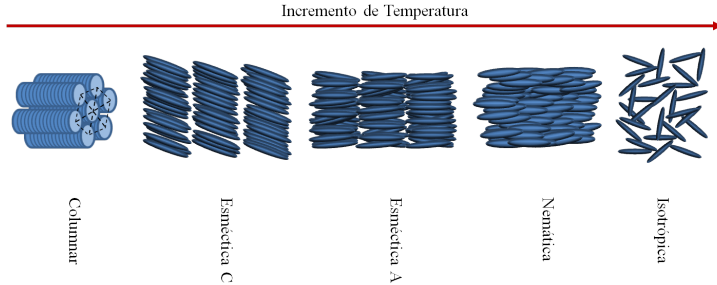 Incremento de Temperatura
Columnar
Esméctica C
Esméctica A
Nemática
Isotrópica